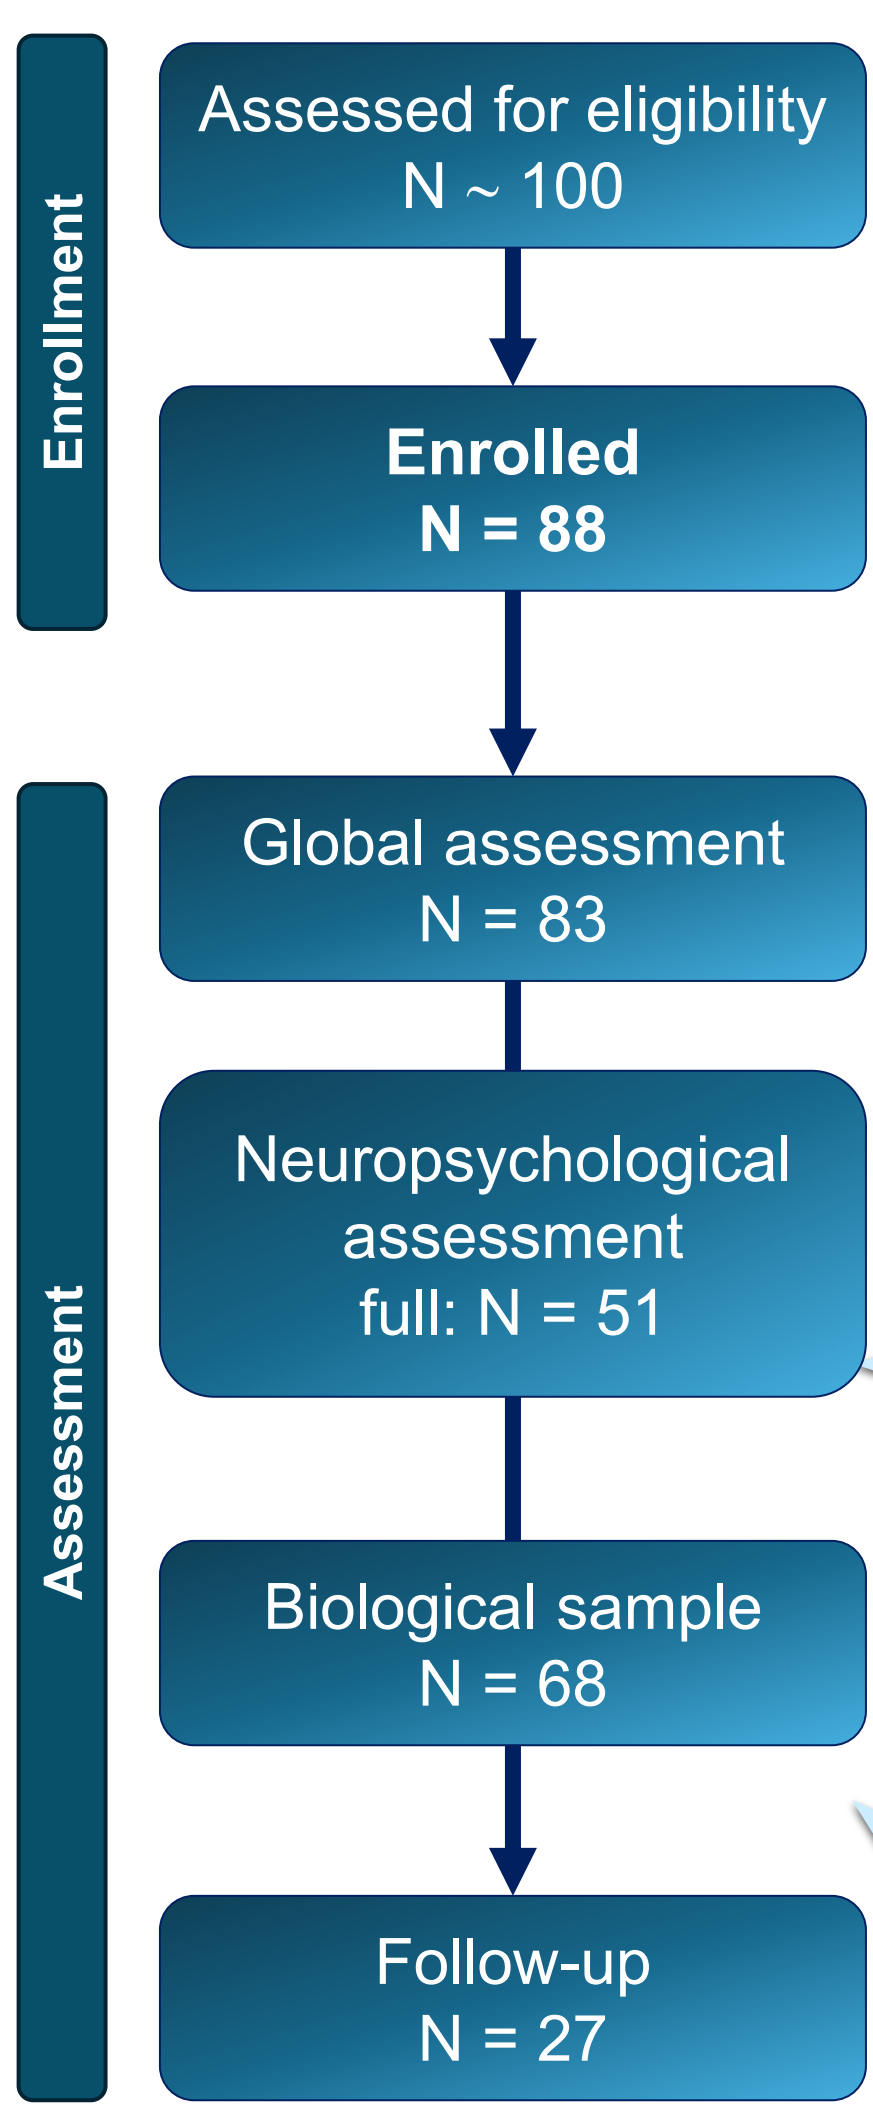 Enrollment
Assessed for eligibility
N ~ 100
Enrolled
N = 88
Assessment
Global assessment
N = 83
Neuropsychological
assessment
full: N = 51
Biological sample
N = 68
Follow-up
N = 27